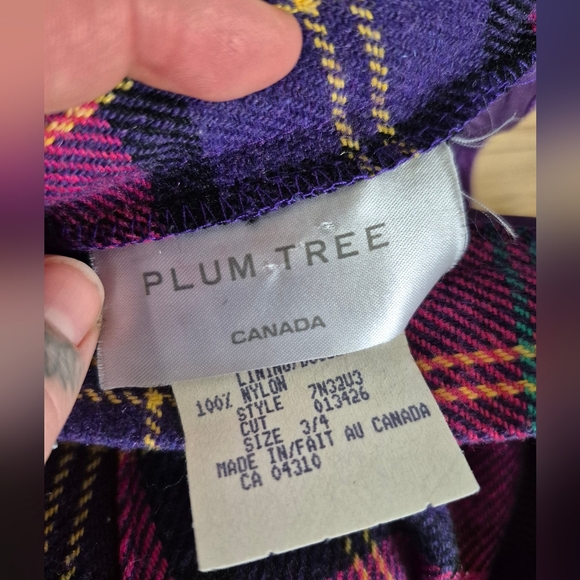 PLUM TREE
CANADA
100% NYLON
STYLE 7N33U3
CUT 013426
SIZE 3/4
MADE IN/FAIT AU CANADA
CA 04310